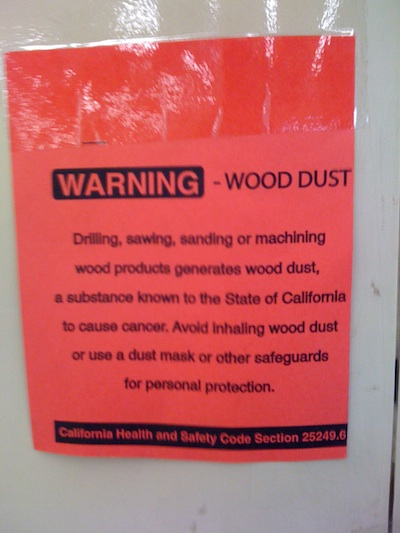 WARNING - WOOD DUST
Drilling, sawing, sanding or machining
wood products generates wood dust,
a substance known to the State of California
to cause cancer. Avoid inhaling wood dust
or use a dust mask or other safeguards
for personal protection.
California Health and Safety Code Section 25249.6